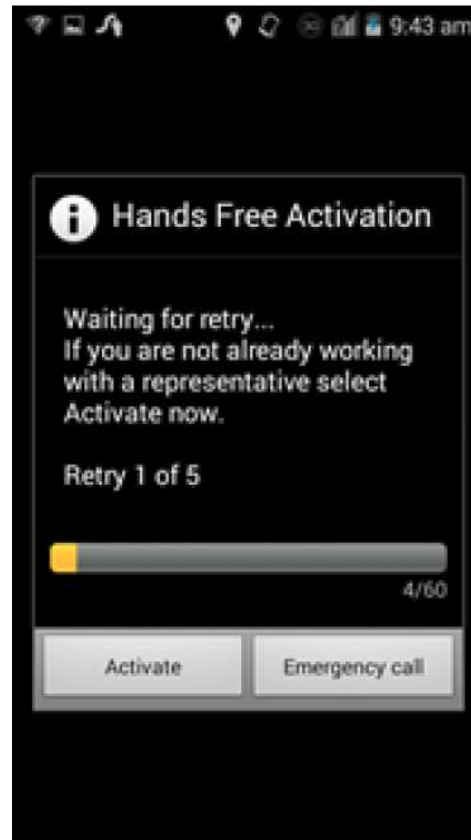 9:43 am
Hands Free Activation
Waiting for retry...
If you are not already working
with a representative select
Activate now.
Retry 1 of 5
4/60
Activate
Emergency call